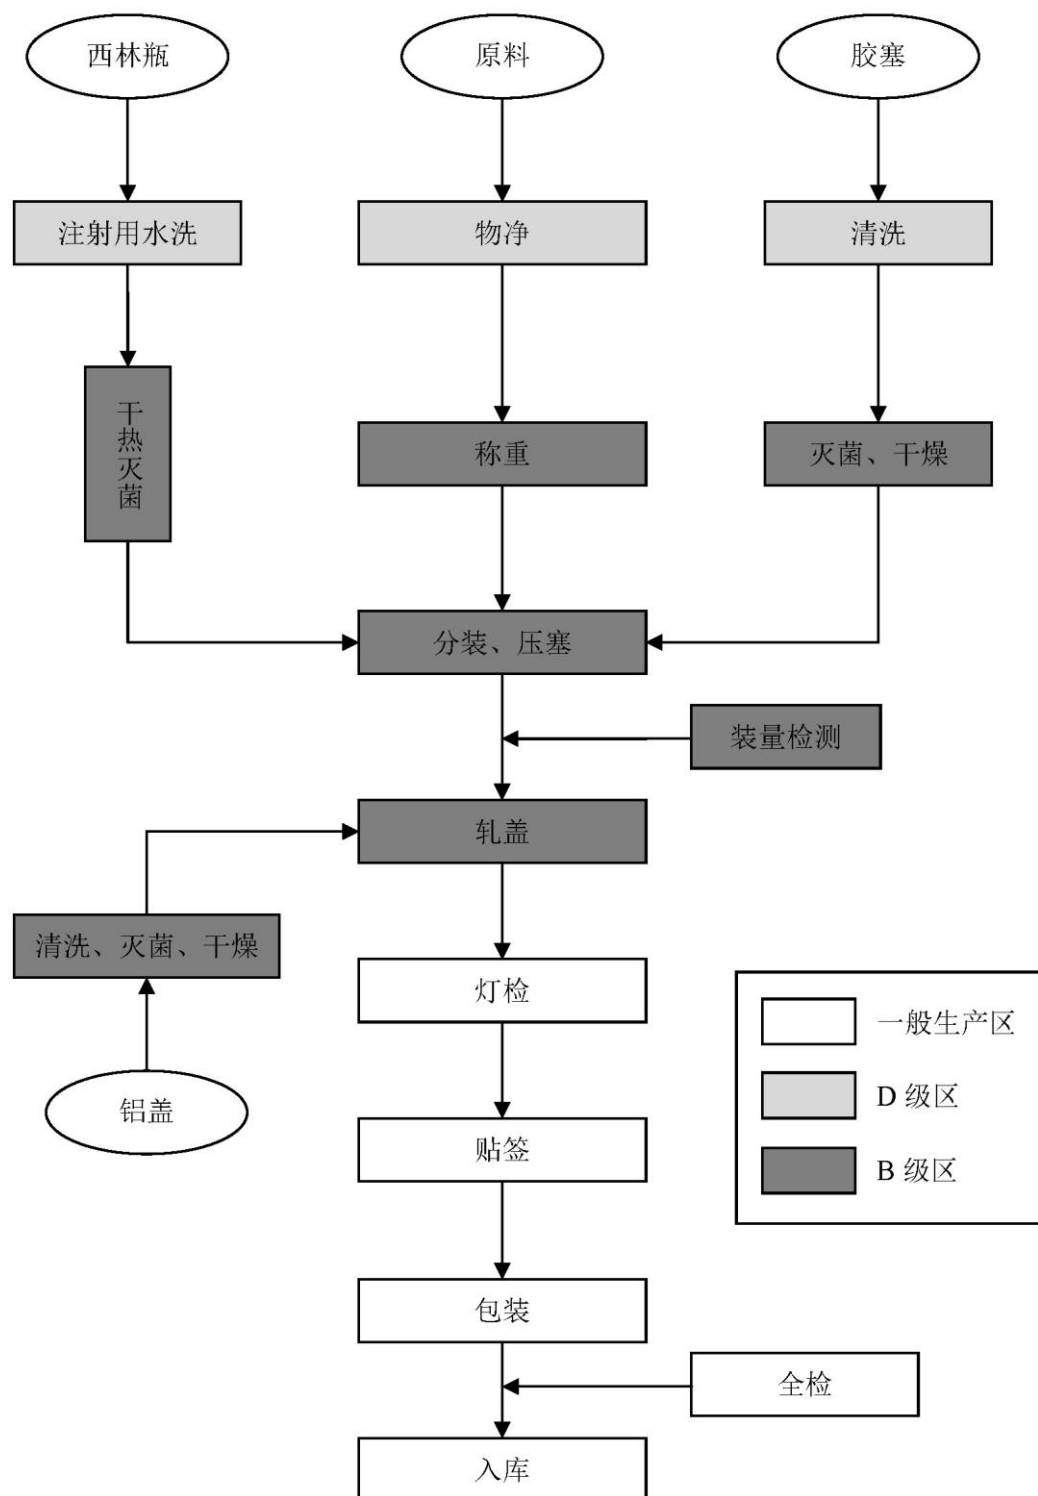 西林瓶
原料
胶塞
注射用水洗
物净
清洗
干热灭菌
称重
灭菌、干燥
分装、压塞
装量检测
轧盖
清洗、灭菌、干燥
灯检
铝盖
贴签
包装
全检
入库
一般生产区
D 级区
B 级区